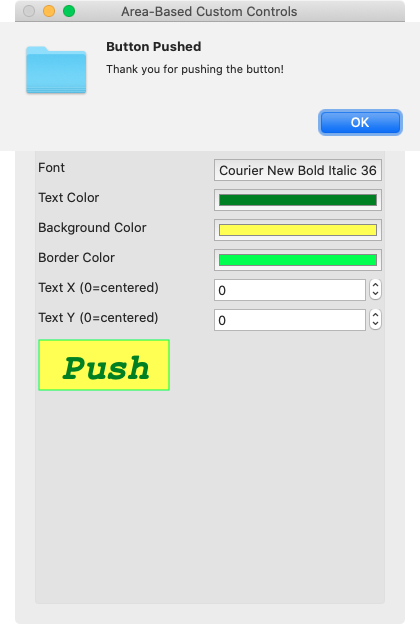 Area-Based Custom Controls
Button Pushed
Thank you for pushing the button!
OK
Font
Courier New Bold Italic 36
Text Color
Background Color
Border Color
Text X (0=centered)
0
Text Y (0=centered)
0
Push